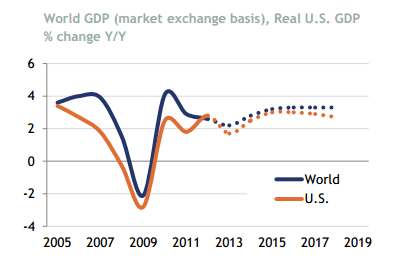 World GDP (market exchange basis), Real U.S. GDP
% change Y/Y
6
4
2
0
-2
-4
World
U.S.
2005 2007 2009 2011 2013 2015 2017 2019